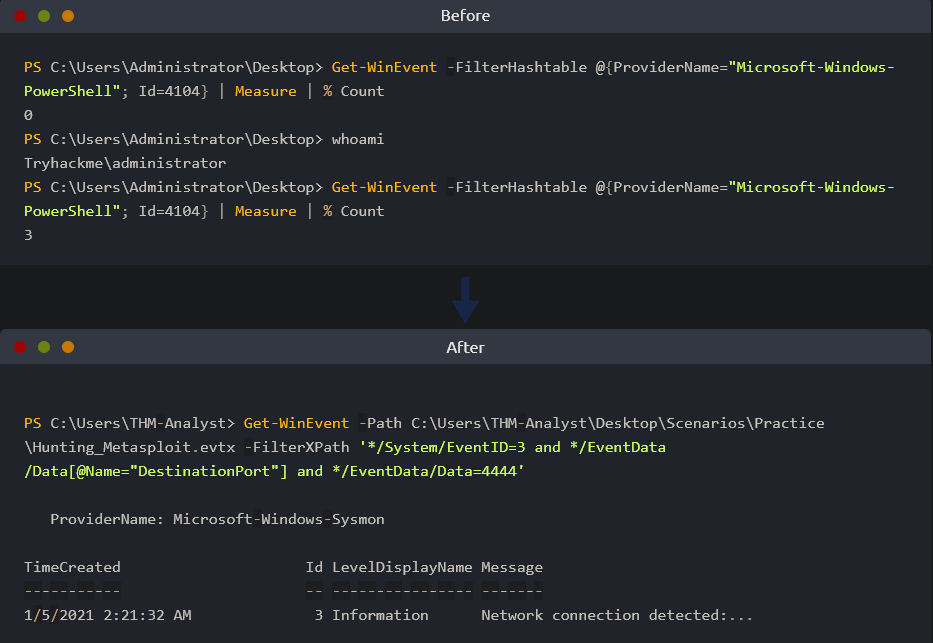 Before
PS C:\Users\Administrator\Desktop> Get-WinEvent -FilterHashtable @{ProviderName="Microsoft-Windows-
PowerShell"; Id=4104} | Measure | % Count
0
PS C:\Users\Administrator\Desktop> whoami
Tryhackme\administrator
PS C:\Users\Administrator\Desktop> Get-WinEvent -FilterHashtable @{ProviderName="Microsoft-Windows-
PowerShell"; Id=4104} | Measure | % Count
3
After
PS C:\Users\THM-Analyst> Get-WinEvent -Path C:\Users\THM-Analyst\Desktop\Scenarios\Practice
\Hunting_Metasploit.evtx -FilterXPath '*/System/EventID=3 and */EventData
/Data[@Name="DestinationPort"] and */EventData/Data=4444'
ProviderName: Microsoft-Windows-Sysmon
TimeCreated Id LevelDisplayName Message
----------- -- ---------------- -------
1/5/2021 2:21:32 AM 3 Information Network connection detected:...